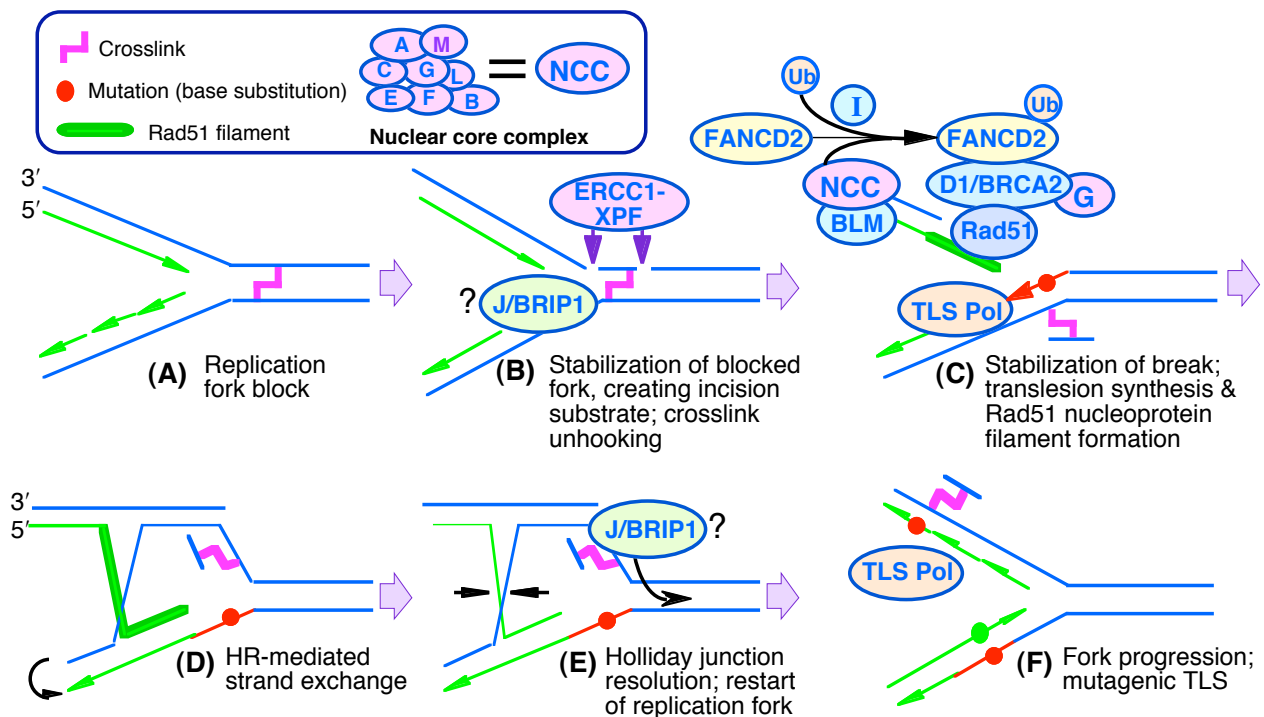 Crosslink
Mutation (base substitution)
Rad51 filament
A
M
C
G
L
E
F
B
NCC
Nuclear core complex
3′
5′
(A) Replication
fork block
ERCC1-
XPF
?
J/BRIP1
(B) Stabilization of blocked
fork, creating incision
substrate; crosslink
unhooking
Ub
I
FANCD2
Ub
FANCD2
NCC
BLM
D1/BRCA2
G
Rad51
TLS Pol
(C) Stabilization of break;
translesion synthesis &
Rad51 nucleoprotein
filament formation
3′
5′
(D) HR-mediated
strand exchange
J/BRIP1
?
(E) Holliday junction
resolution; restart
of replication fork
TLS Pol
(F) Fork progression;
mutagenic TLS